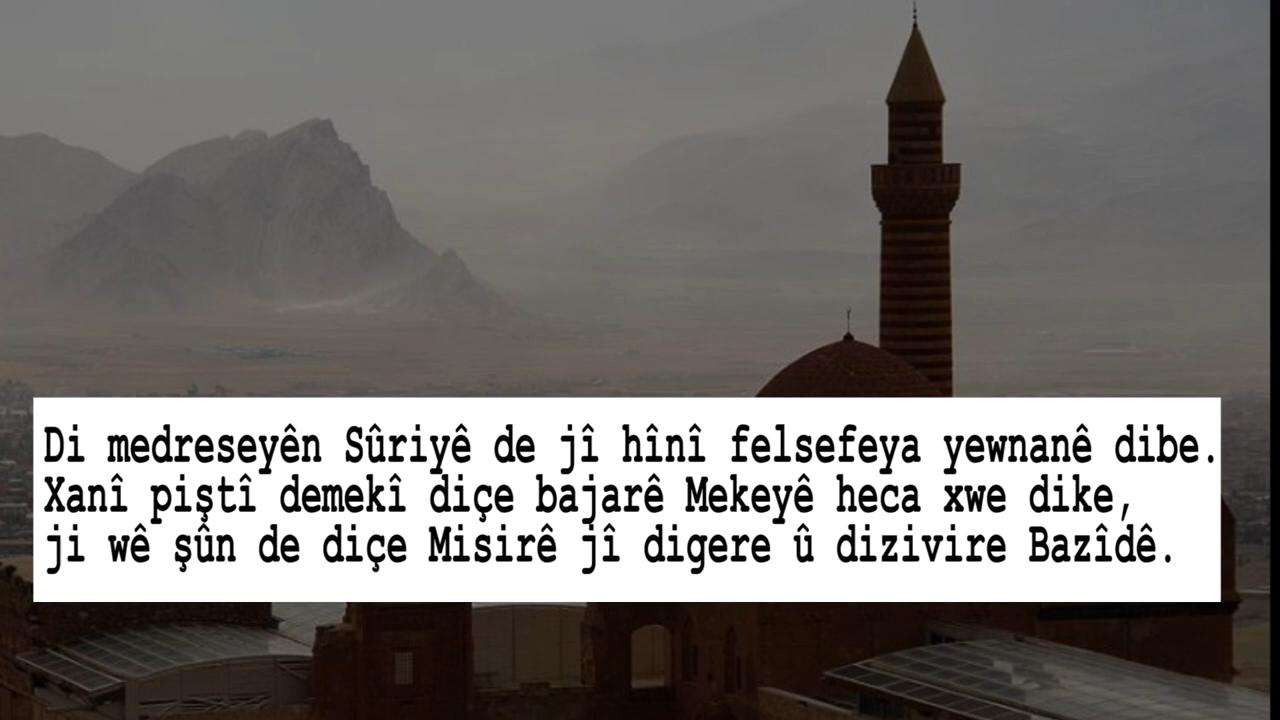 Di medreseyên Sûriyê de jî hînî felsefeya yewnanê dibe.
Xanî piştî demekî diçe bajarê Mekeyê heca xwe dike,
ji wê şûn de diçe Misirê jî digere û dizivire Bazîdê.